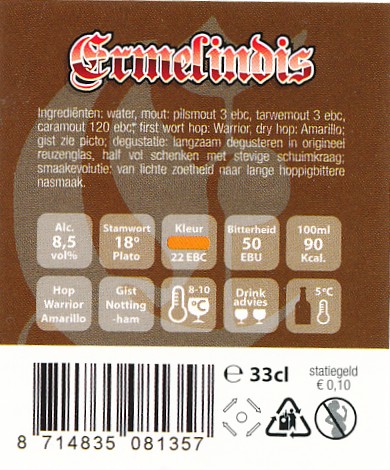 Ermelindis
Ingrediënten: water, mout: pilsmout 3 ebc, tarwemout 3 ebc,
caramout 120 ebc; first wort hop: Warrior, dry hop: Amarillo;
gist zie picto; degustatie: langzaam degusteren in origineel
reuzenglas, half vol schenken met stevige schuimkraag;
smaakevolutie: van lichte zoetheid naar lange hoppigbittere
nasmaak.
Alc.
8,5
vol%
Stamwort
18º
Plato
Kleur
22 EBC
Bitterheid
50
EBU
100ml
90
Kcal.
Hop
Warrior
Amarillo
Gist
Notting
-ham
8-10
°C
Drink
advies
5°C
e 33cl
statiegeld
€ 0,10
8 714835 081357